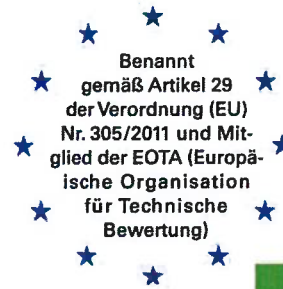 Benannt
gemäß Artikel 29
der Verordnung (EU)
Nr. 305/2011 und Mit-
glied der EOTA (Europä-
ische Organisation
für Technische
Bewertung)